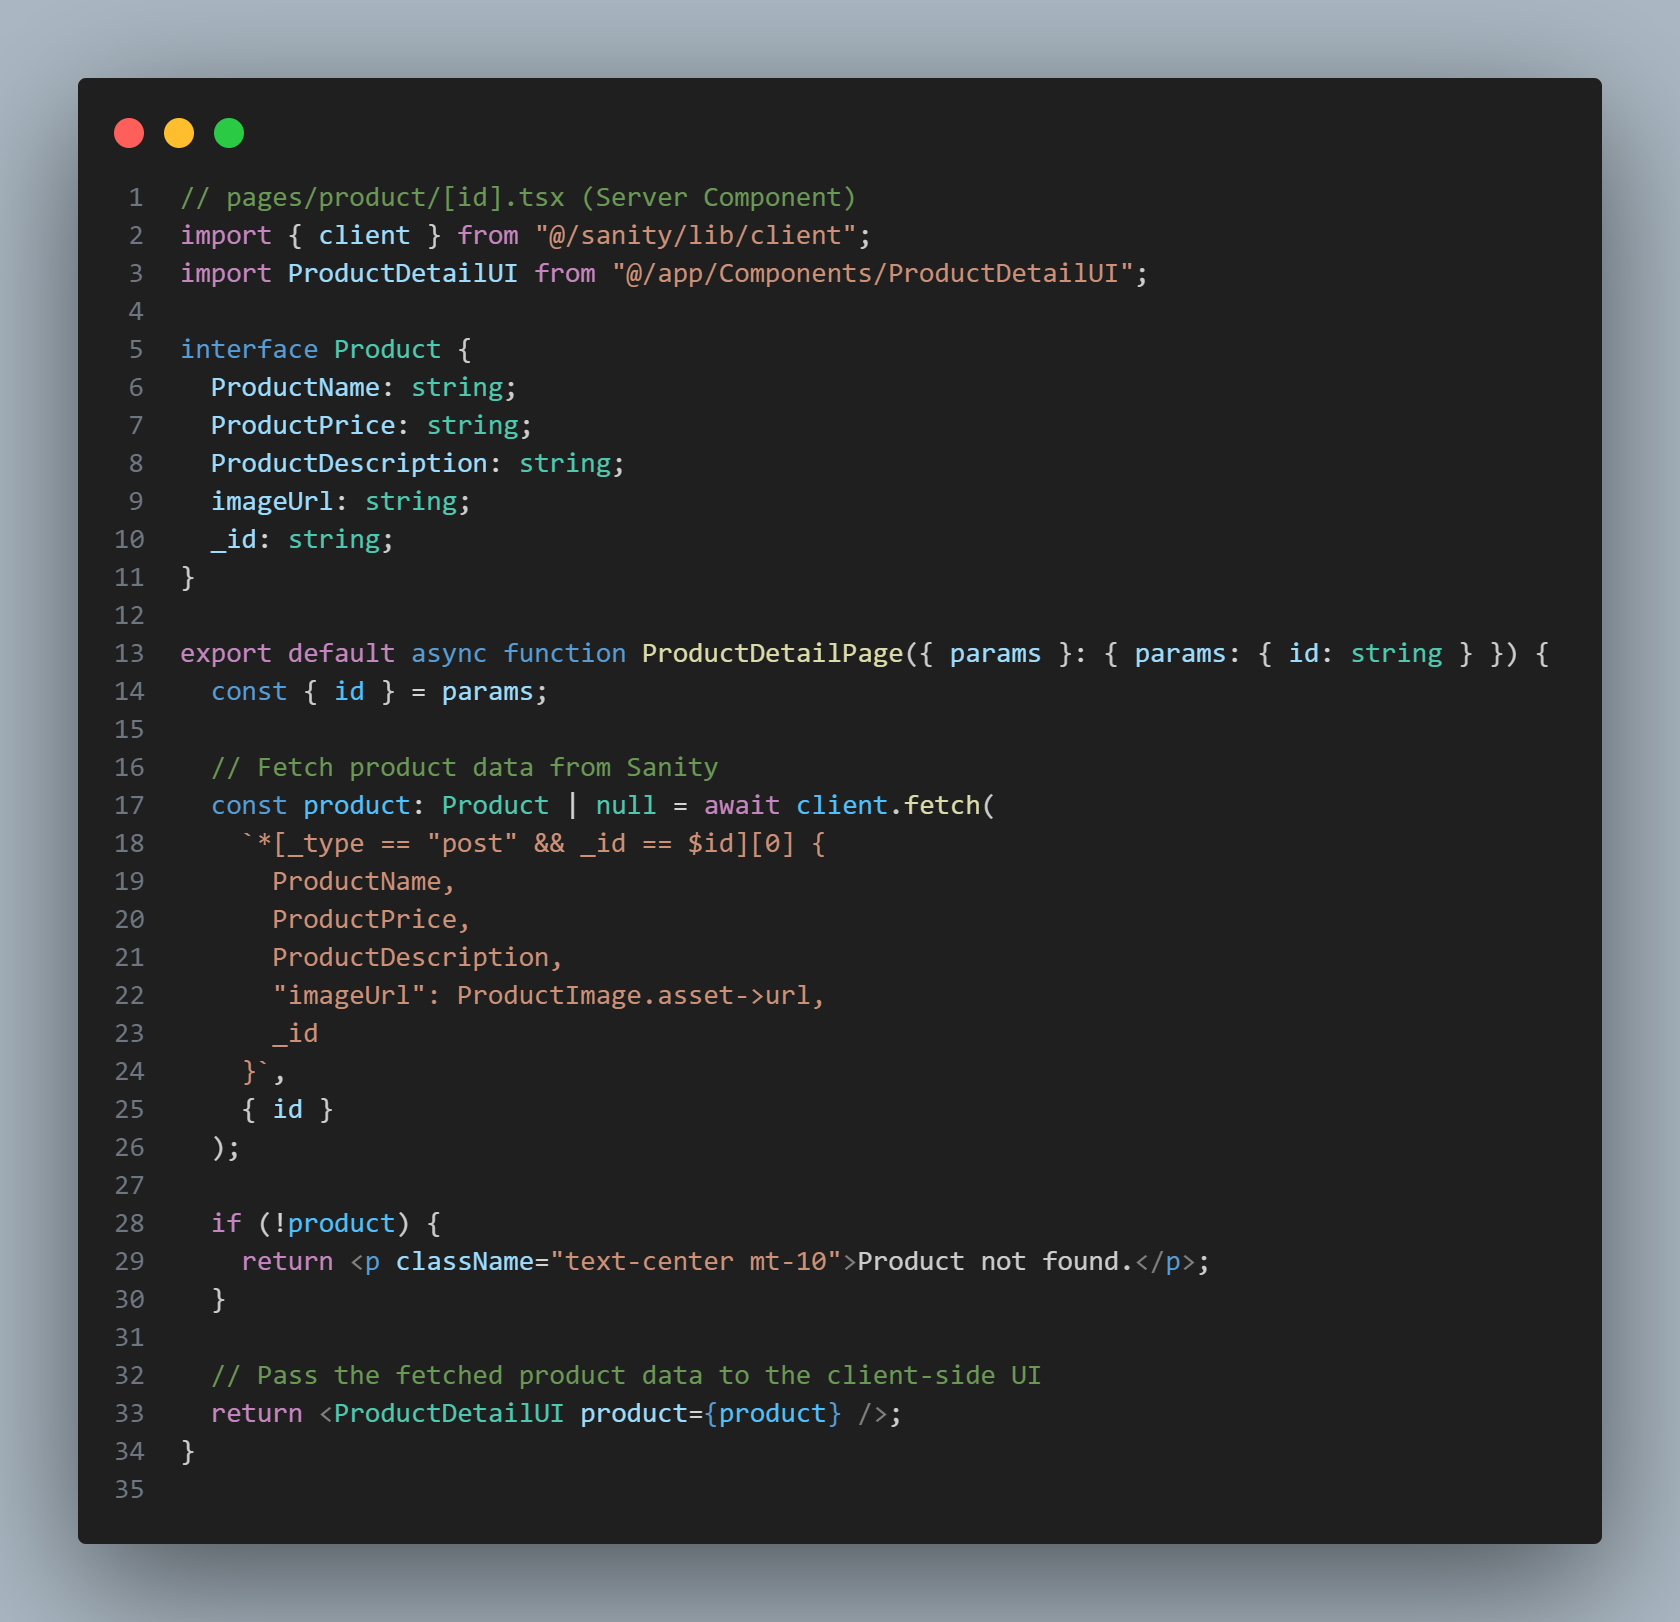 1 // pages/product/[id].tsx (Server Component)
2 import { client } from "@/sanity/lib/client";
3 import ProductDetailUI from "@/app/Components/ProductDetailUI";
4
5 interface Product {
6   ProductName: string;
7   ProductPrice: string;
8   ProductDescription: string;
9   imageUrl: string;
10   _id: string;
11 }
12
13 export default async function ProductDetailPage({ params }: { params: { id: string } }) {
14   const { id } = params;
15
16   // Fetch product data from Sanity
17   const product: Product | null = await client.fetch(
18     `*[_type == "post" && _id == $id][0] {
19       ProductName,
20       ProductPrice,
21       ProductDescription,
22       "imageUrl": ProductImage.asset->url,
23       _id
24     }`,
25     { id }
26   );
27
28   if (!product) {
29     return <p className="text-center mt-10">Product not found.</p>;
30   }
31
32   // Pass the fetched product data to the client-side UI
33   return <ProductDetailUI product={product} />;
34 }
35